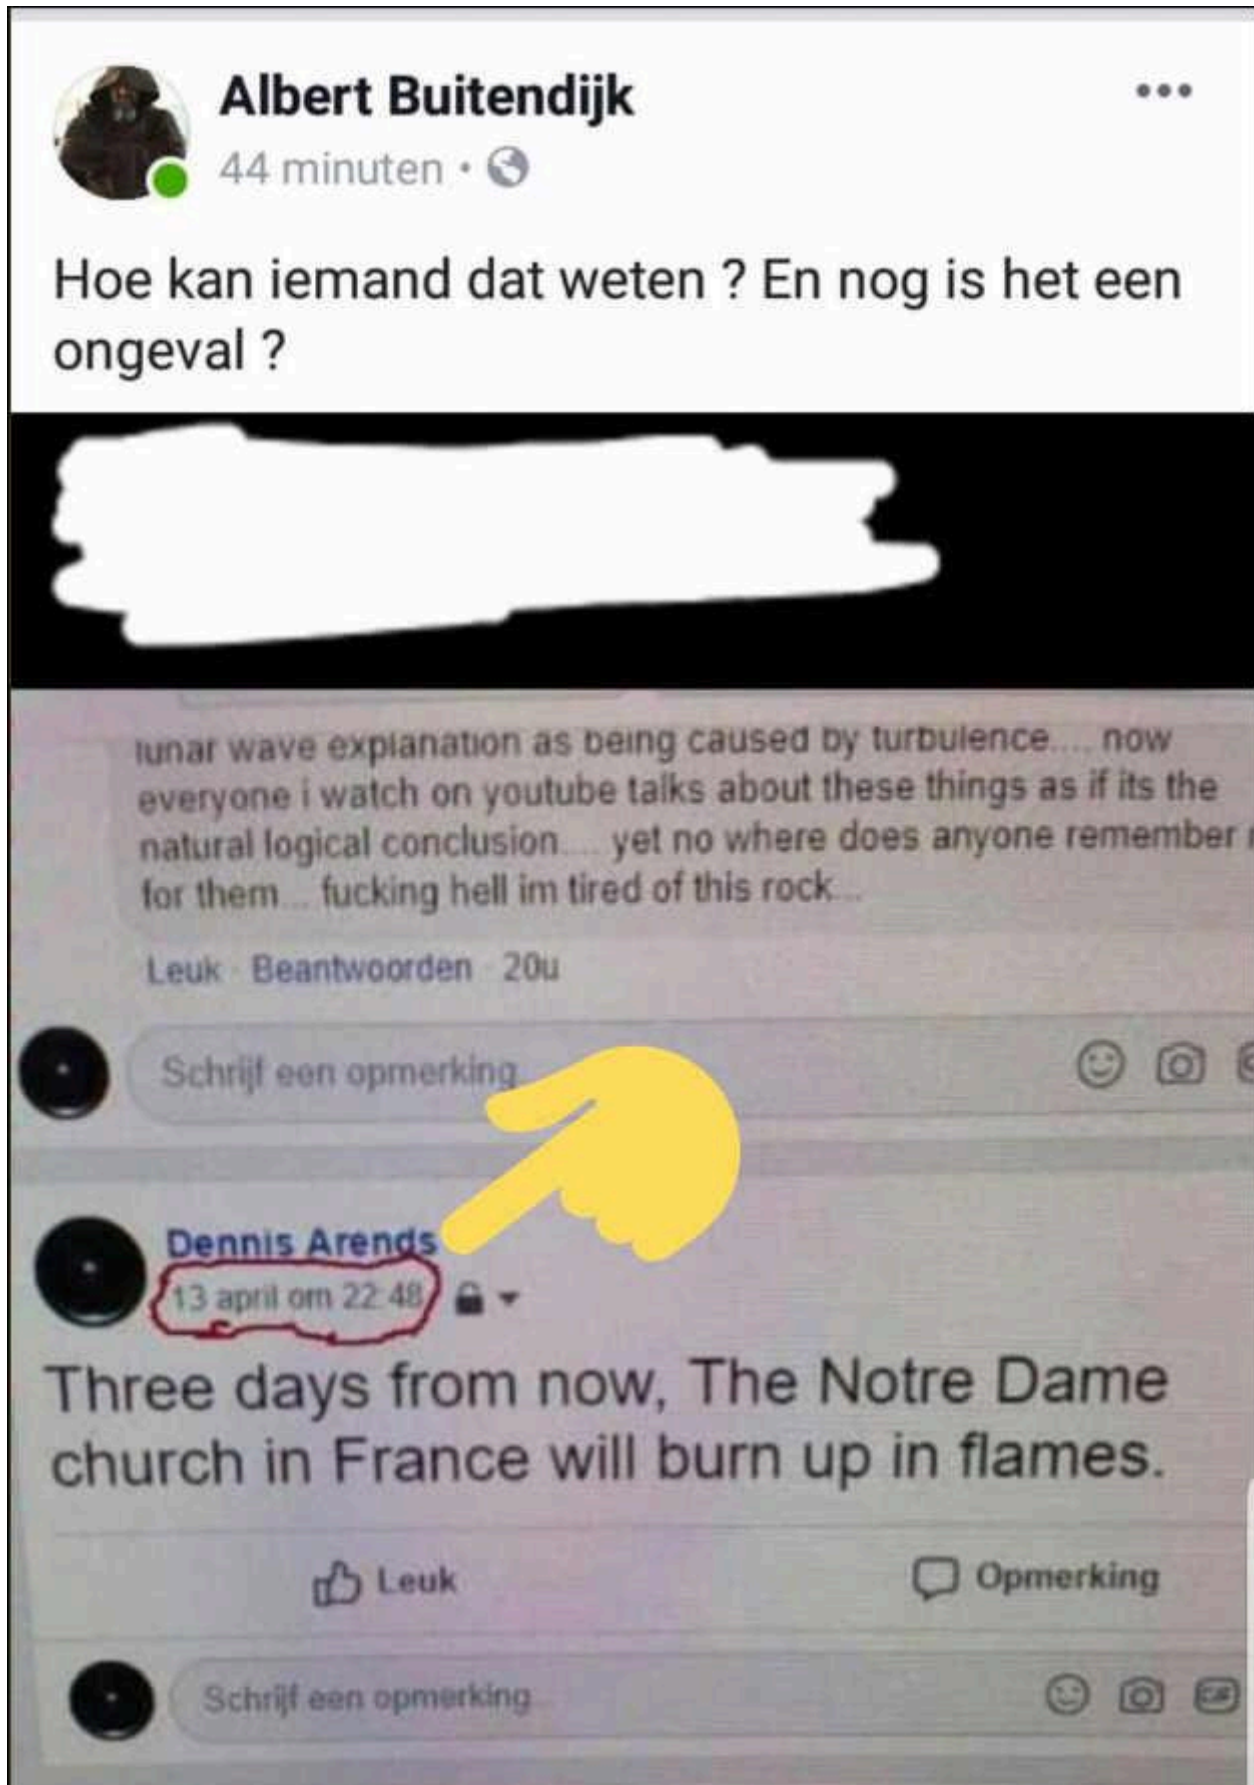 Albert Buitendijk
44 minuten
Hoe kan iemand dat weten ? En nog is het een
ongeval ?
lunar wave explanation as being caused by turbulence.... now
everyone i watch on youtube talks about these things as if its the
natural logical conclusion.... yet no where does anyone remember
for them... fucking hell im tired of this rock...
Leuk · Beantwoorden · 20u
Schrijf een opmerking
Dennis Arends
13 april om 22:48
Three days from now, The Notre Dame
church in France will burn up in flames.
Leuk
Opmerking
Schrijf een opmerking
GIF